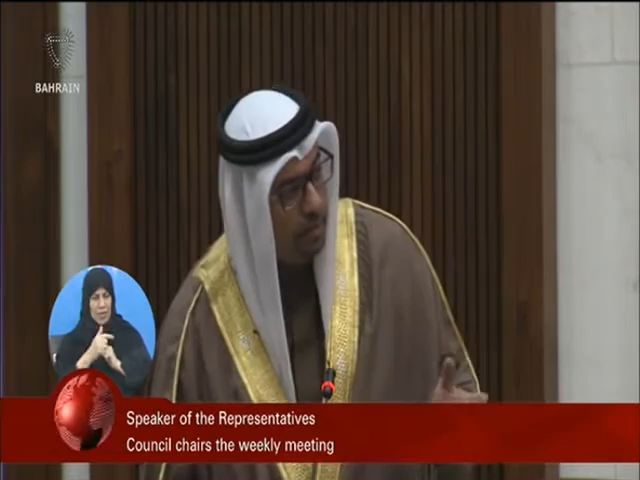 BAHRAIN
Speaker of the Representatives
Council chairs the weekly meeting